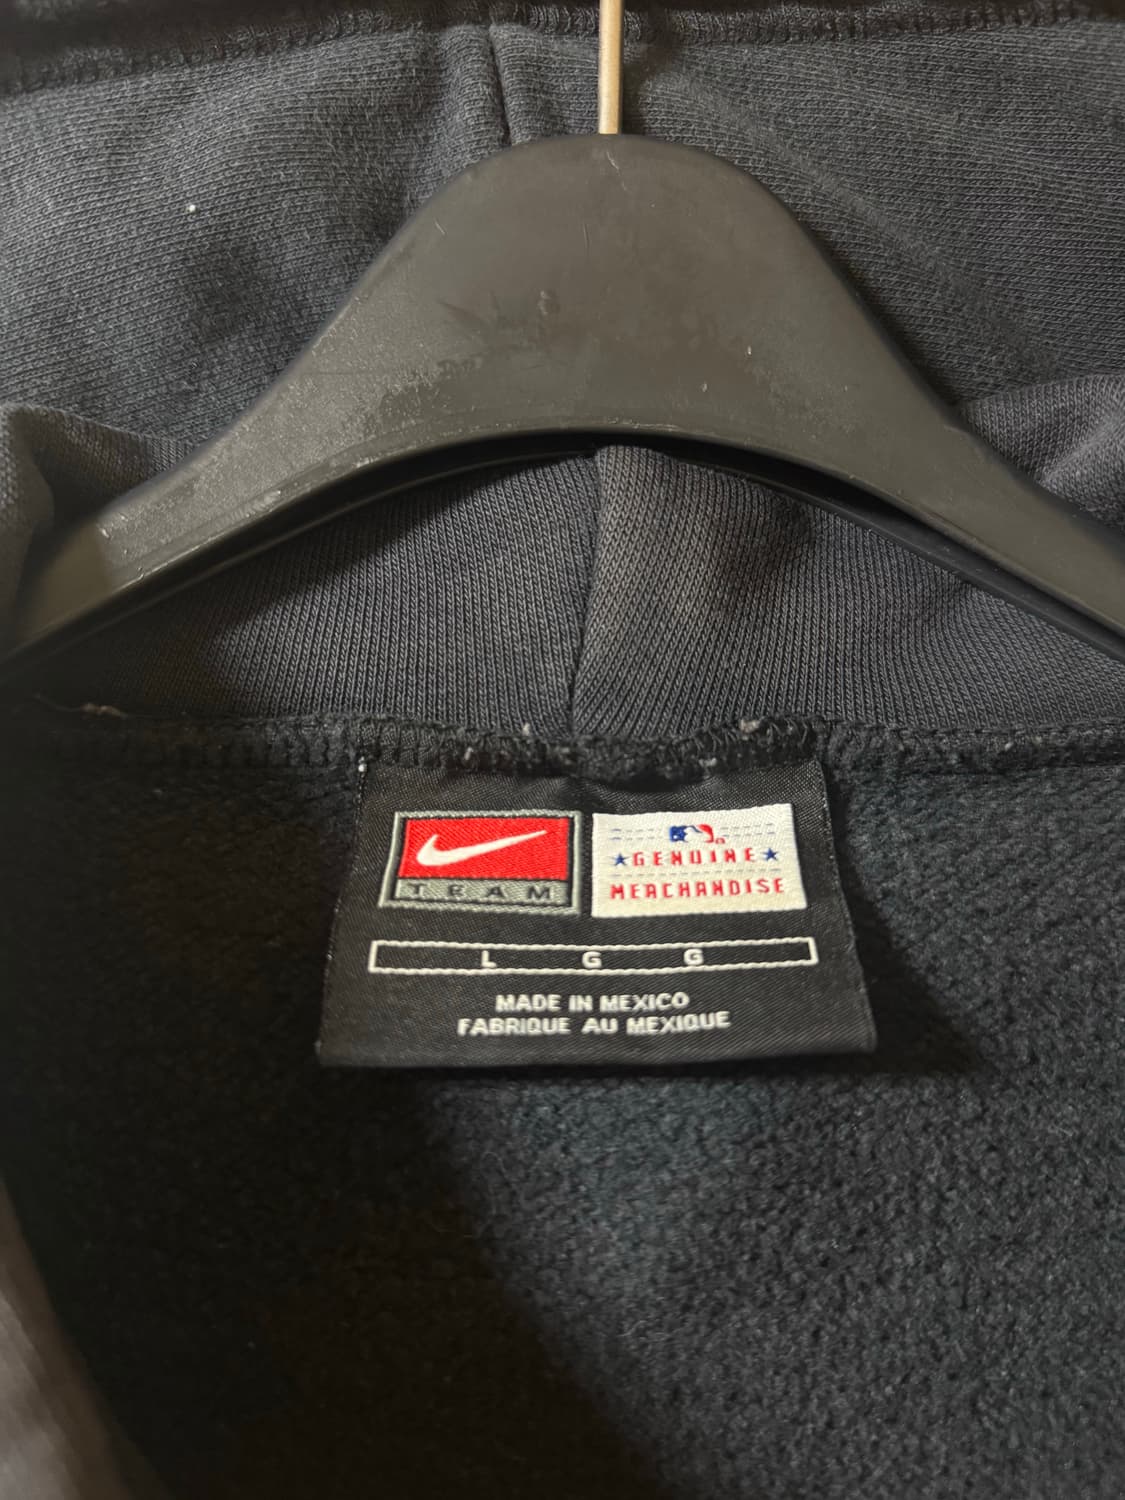 TEAM
GENUINE
MERCHANDISE
L G G
MADE IN MEXICO
FABRIQUE AU MEXIQUE